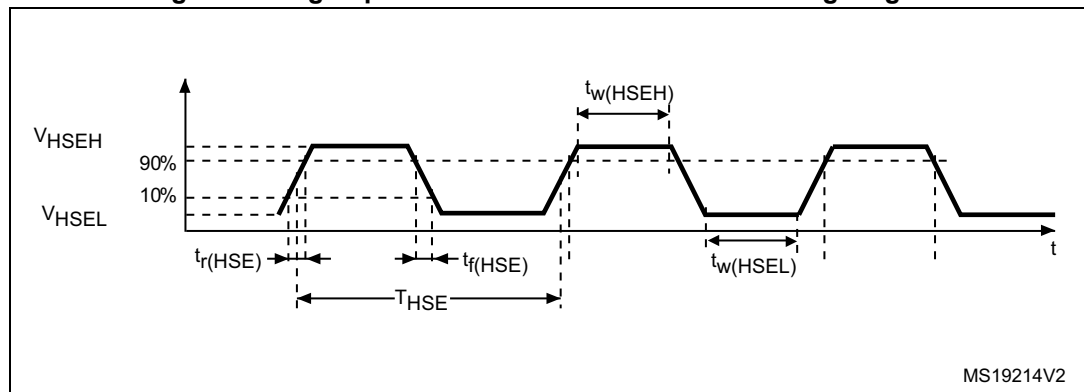 tw(HSEH)
VHSEH
90%
10%
VHSEL
tr(HSE)
tf(HSE)
tw(HSEL)
t
THSE
MS19214V2